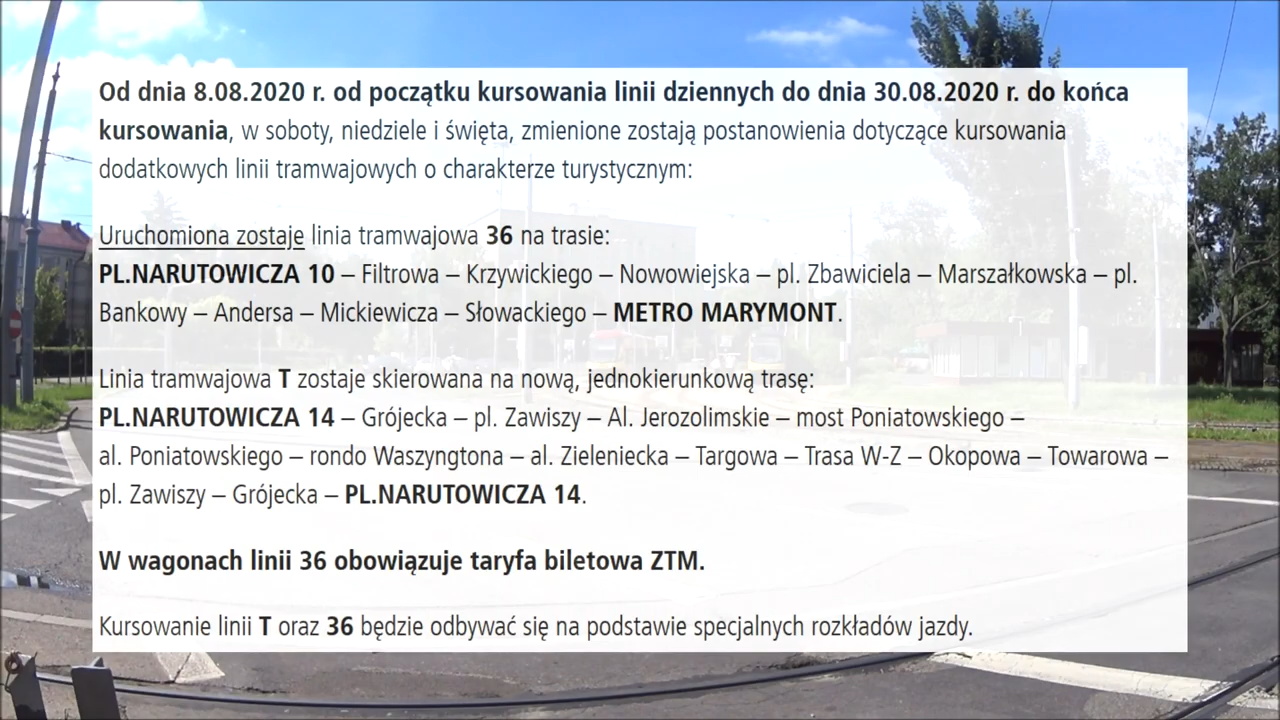 Od dnia 8.08.2020 r. od początku kursowania linii dziennych do dnia 30.08.2020 r. do końca
kursowania, w soboty, niedziele i święta, zmienione zostają postanowienia dotyczące kursowania
dodatkowych linii tramwajowych o charakterze turystycznym:
Uruchomiona zostaje linia tramwajowa 36 na trasie:
PL.NARUTOWICZA 10 – Filtrowa – Krzywickiego – Nowowiejska – pl. Zbawiciela – Marszałkowska – pl.
Bankowy – Andersa – Mickiewicza – Słowackiego – METRO MARYMONT.
Linia tramwajowa T zostaje skierowana na nową, jednokierunkową trasę:
PL.NARUTOWICZA 14 – Grójecka – pl. Zawiszy – Al. Jerozolimskie – most Poniatowskiego –
al. Poniatowskiego – rondo Waszyngtona – al. Zieleniecka – Targowa – Trasa W-Z – Okopowa – Towarowa –
pl. Zawiszy – Grójecka – PL.NARUTOWICZA 14.
W wagonach linii 36 obowiązuje taryfa biletowa ZTM.
Kursowanie linii T oraz 36 będzie odbywać się na podstawie specjalnych rozkładów jazdy.